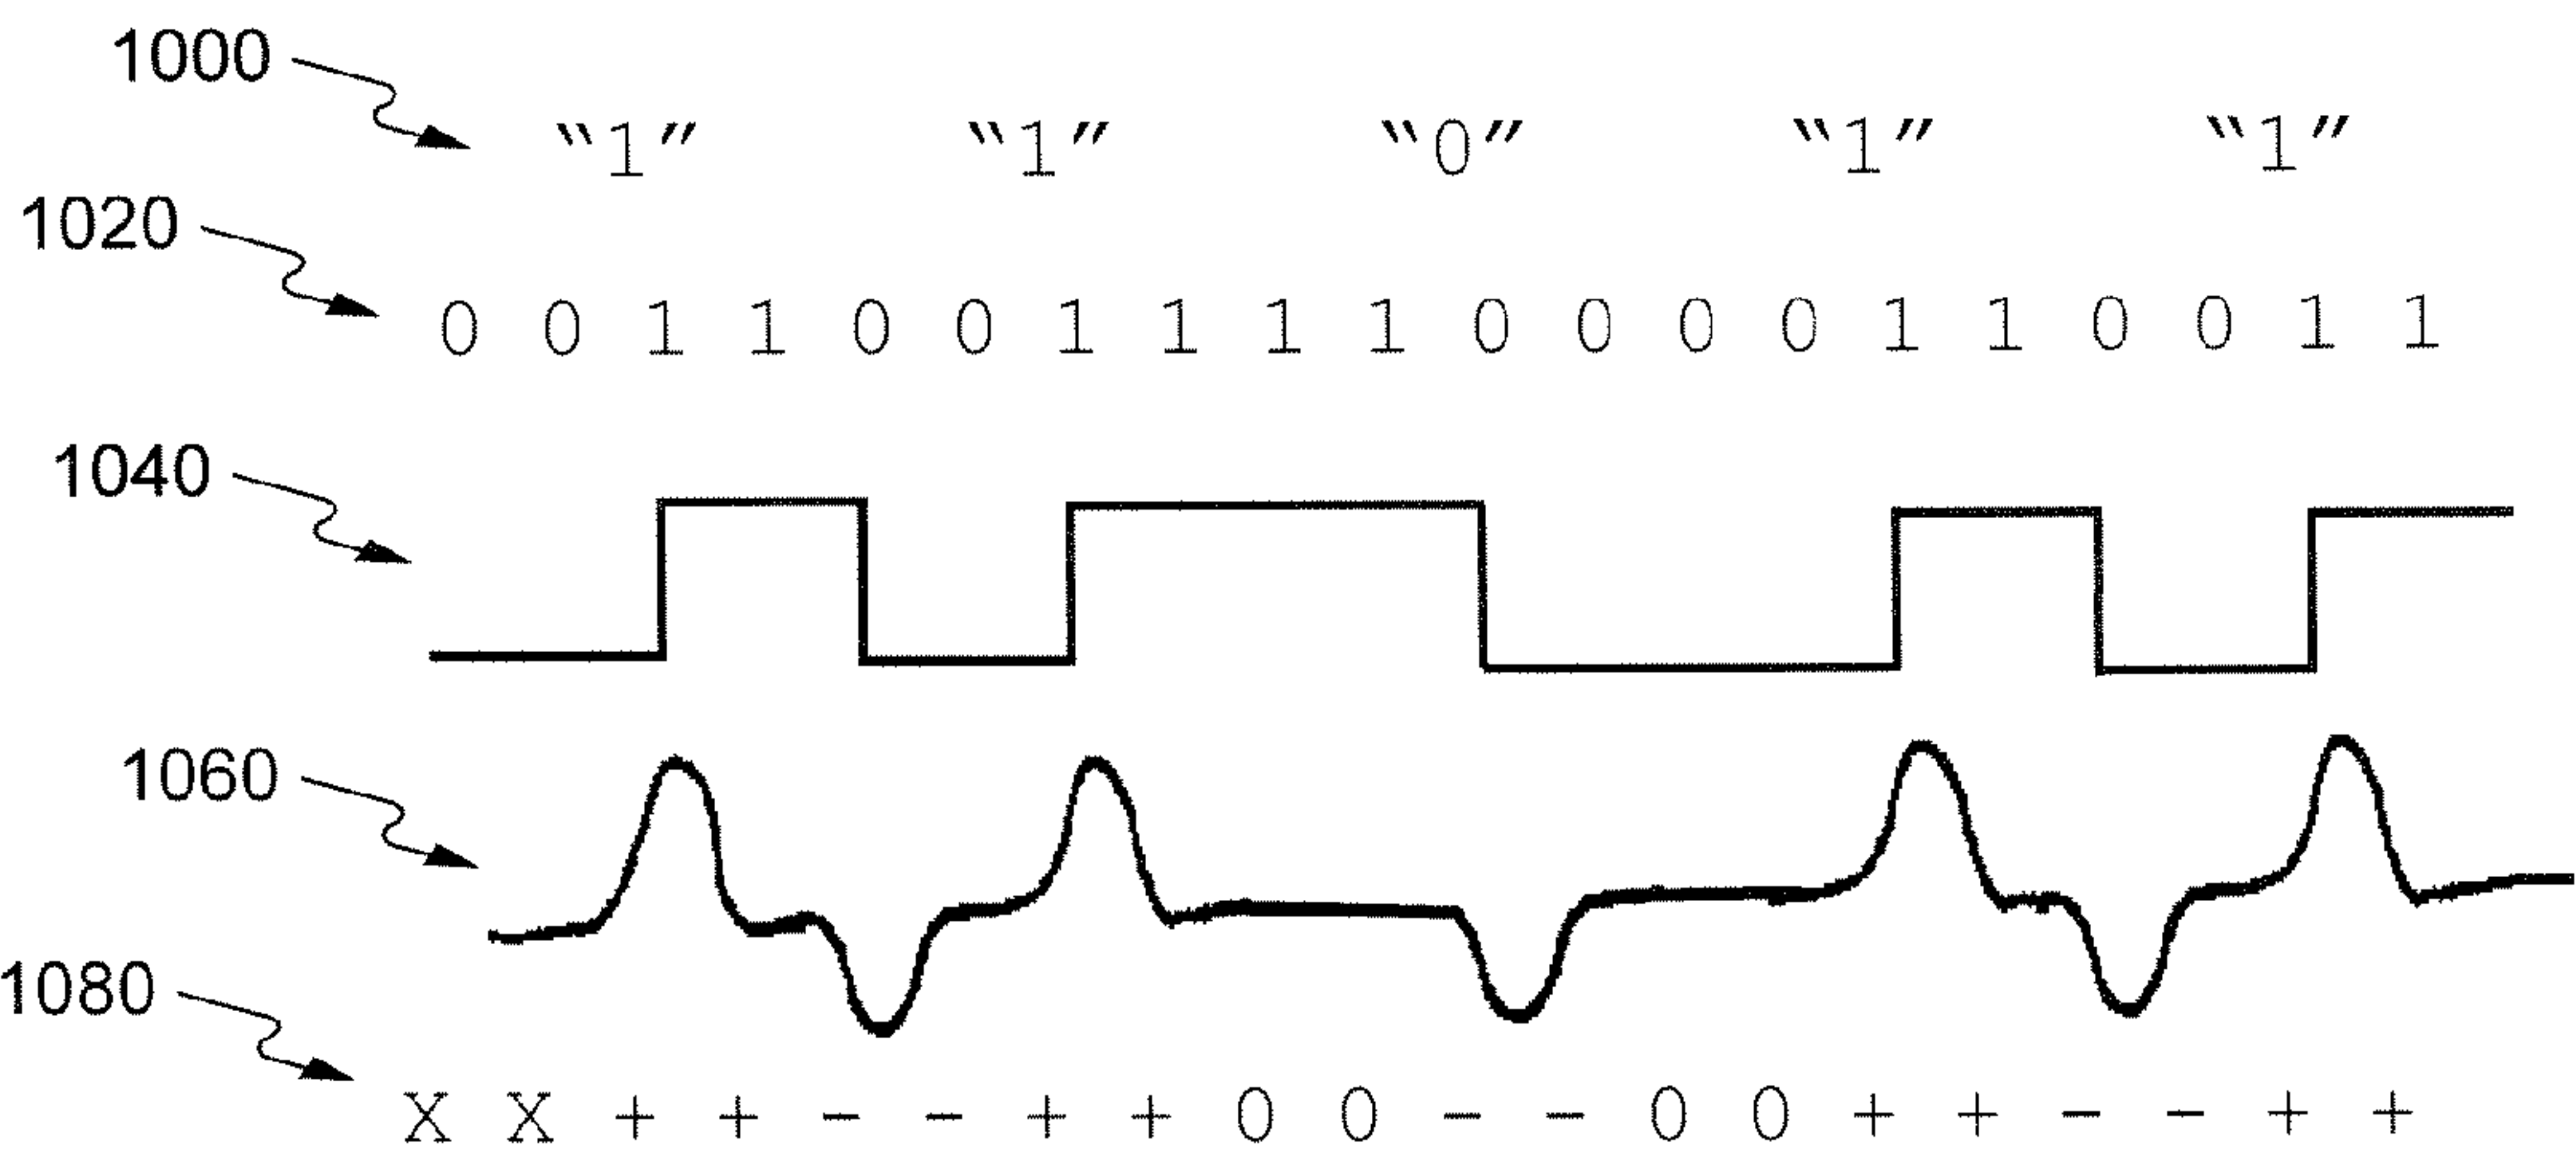 1000 “1” “1” “0” “1” “1”
1020 0 0 1 1 0 0 1 1 1 1 0 0 0 0 1 1 0 0 1 1
1040
1060
1080 X X + + - - + + 0 0 - - 0 0 + + - - + +